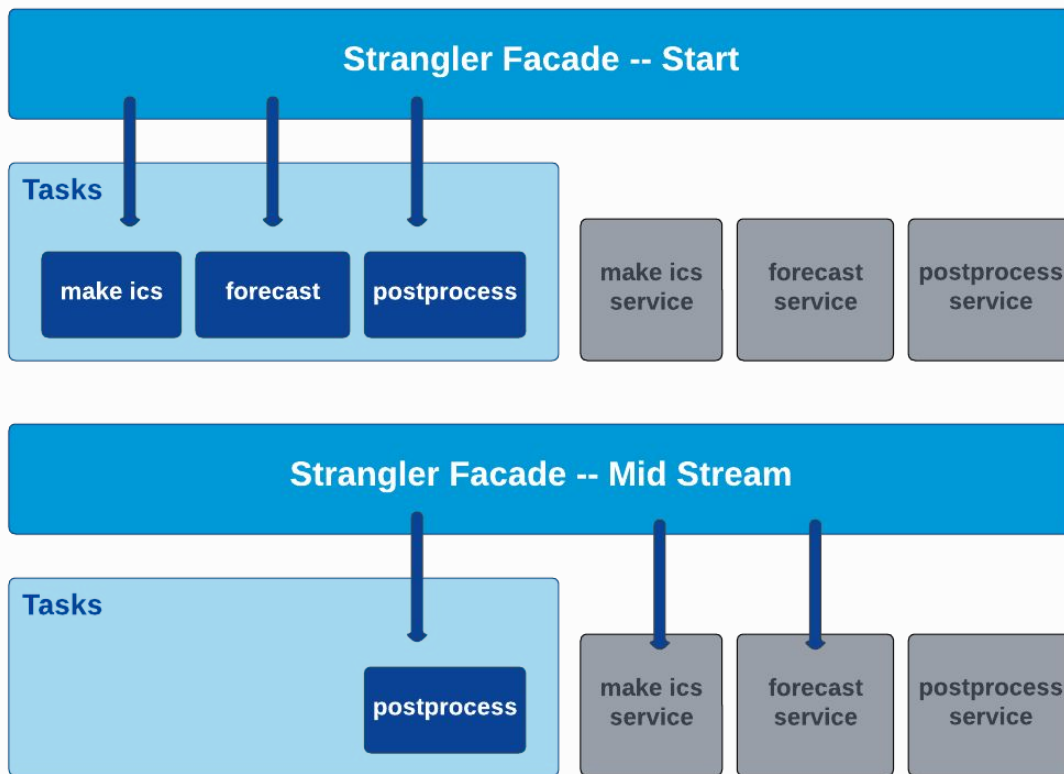 Strangler Facade -- Start
Tasks
make ics
forecast
postprocess
make ics
service
forecast
service
postprocess
service
Strangler Facade -- Mid Stream
Tasks
postprocess
make ics
service
forecast
service
postprocess
service